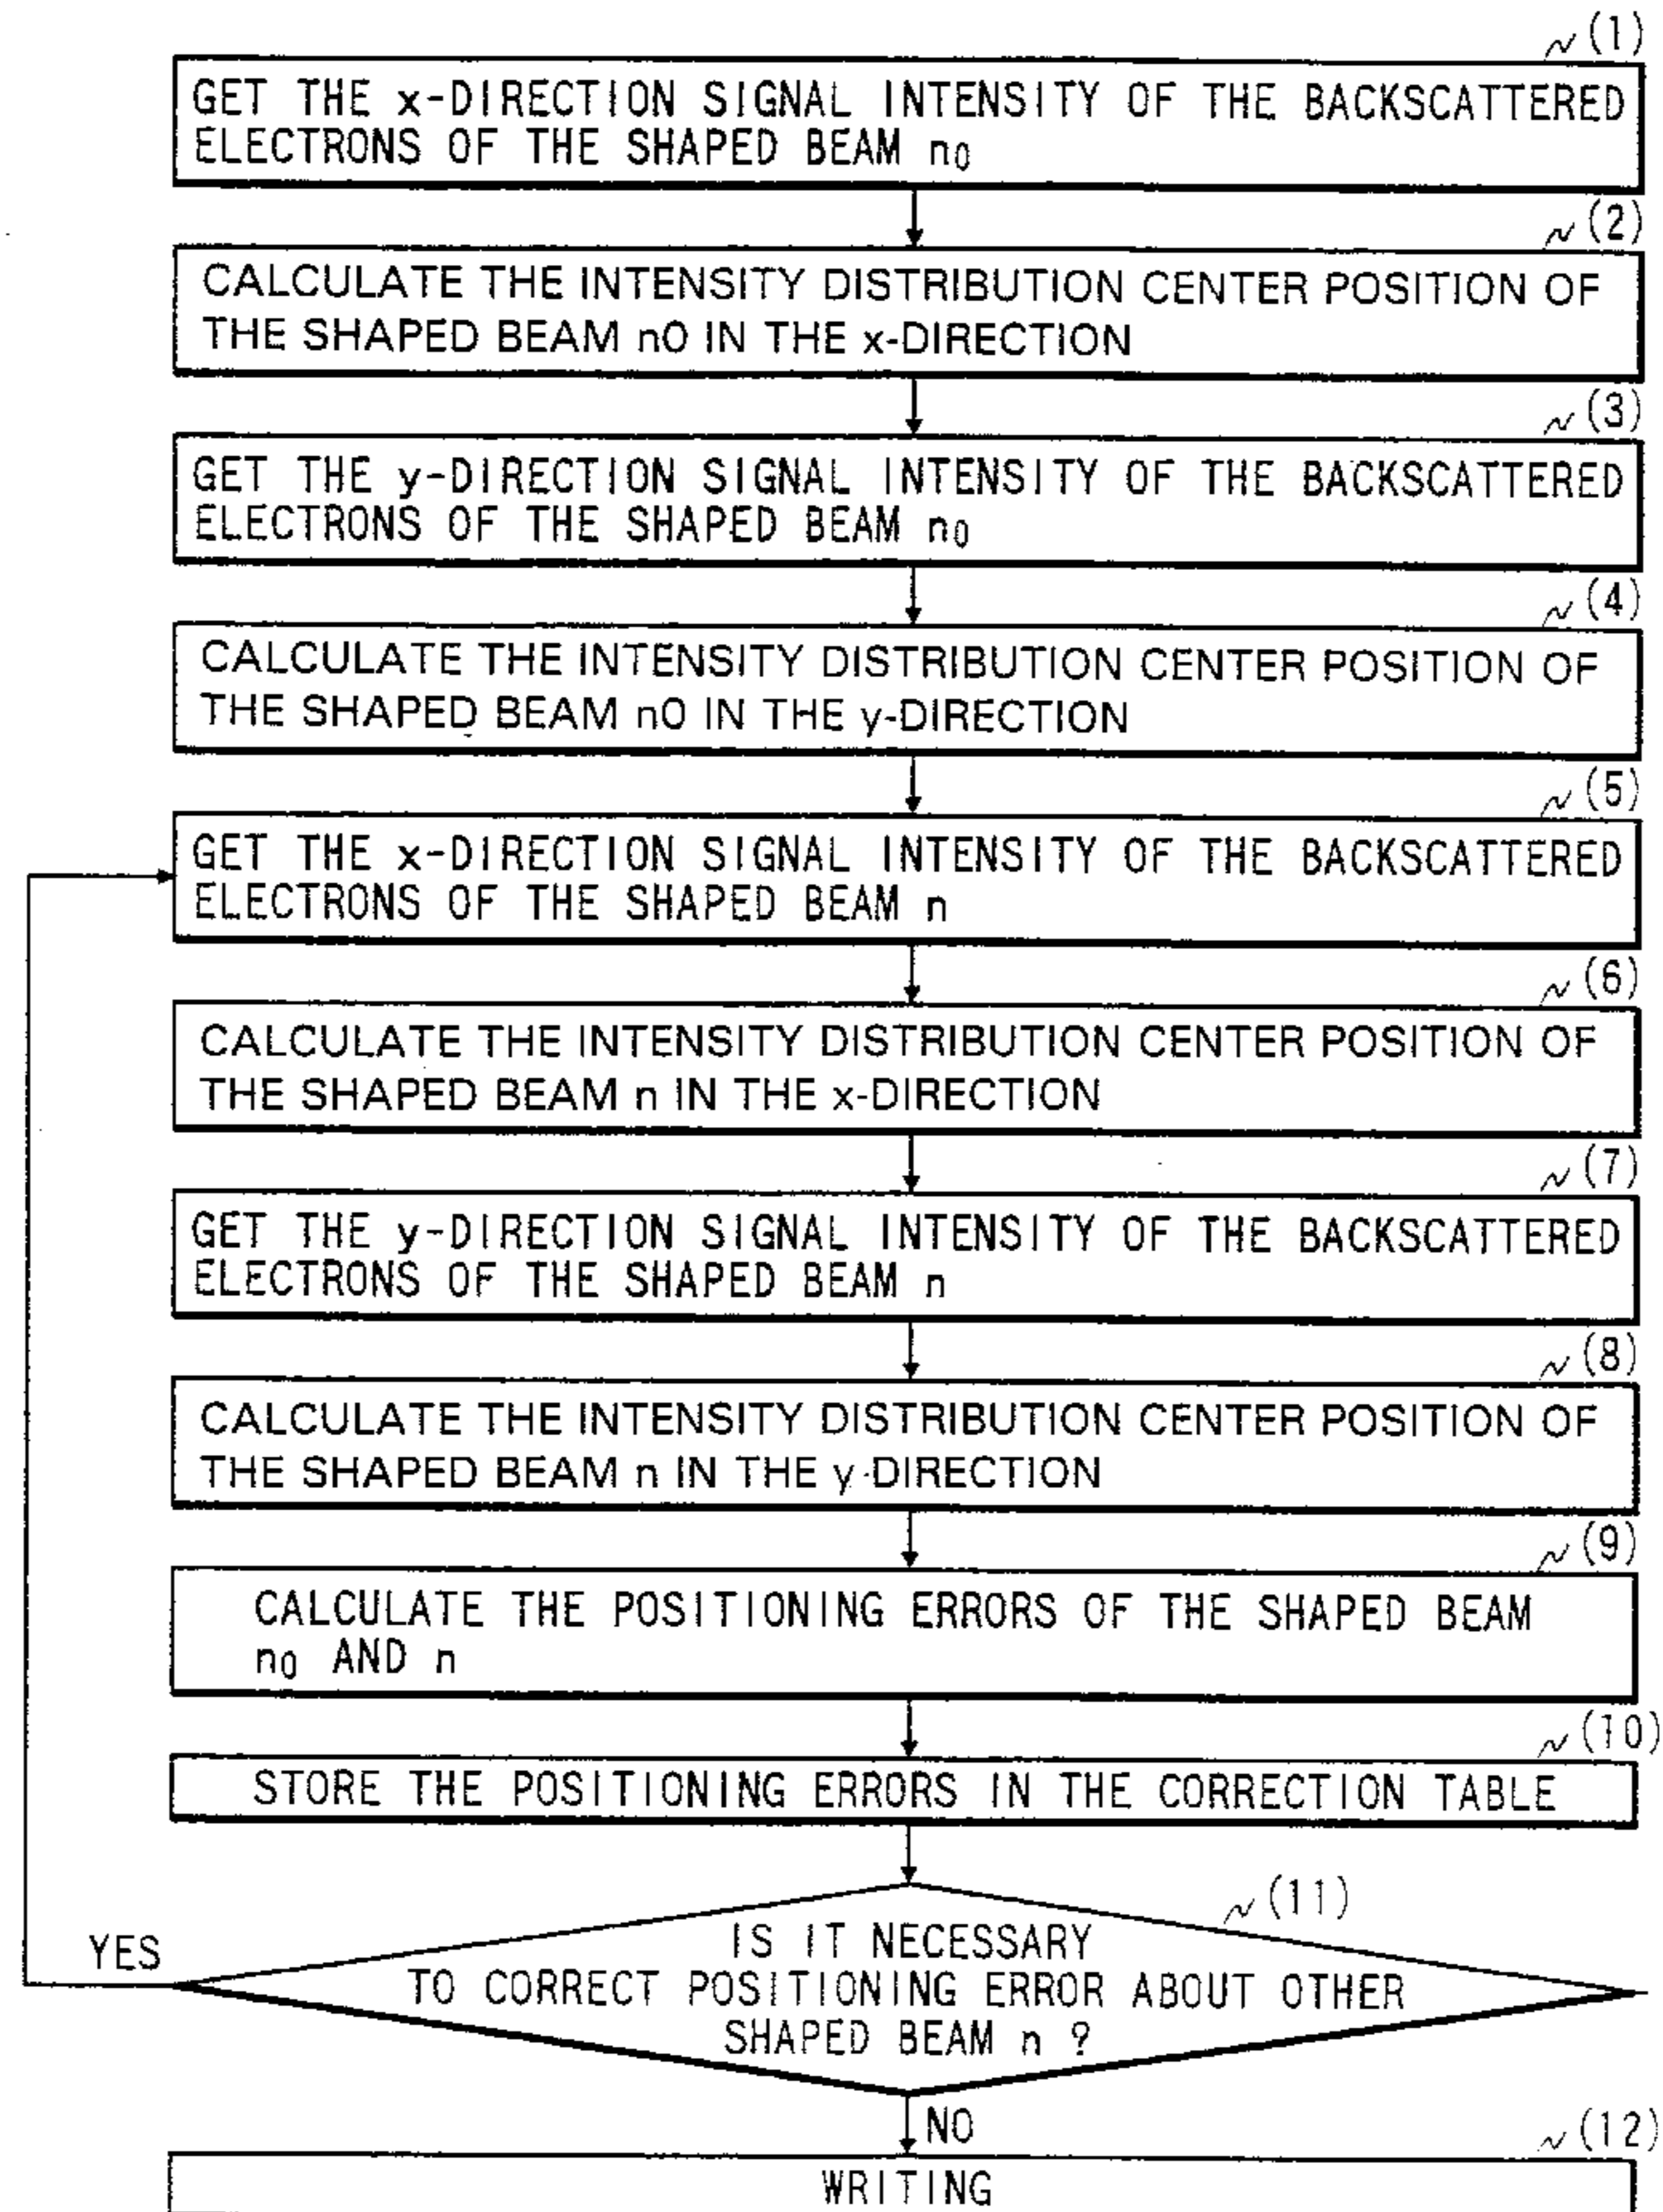 (1)
GET THE x-DIRECTION SIGNAL INTENSITY OF THE BACKSCATTERED
ELECTRONS OF THE SHAPED BEAM n₀
(2)
CALCULATE THE INTENSITY DISTRIBUTION CENTER POSITION OF
THE SHAPED BEAM n0 IN THE x-DIRECTION
(3)
GET THE y-DIRECTION SIGNAL INTENSITY OF THE BACKSCATTERED
ELECTRONS OF THE SHAPED BEAM n₀
(4)
CALCULATE THE INTENSITY DISTRIBUTION CENTER POSITION OF
THE SHAPED BEAM n0 IN THE y-DIRECTION
(5)
GET THE x-DIRECTION SIGNAL INTENSITY OF THE BACKSCATTERED
ELECTRONS OF THE SHAPED BEAM n
(6)
CALCULATE THE INTENSITY DISTRIBUTION CENTER POSITION OF
THE SHAPED BEAM n IN THE x-DIRECTION
(7)
GET THE y-DIRECTION SIGNAL INTENSITY OF THE BACKSCATTERED
ELECTRONS OF THE SHAPED BEAM n
(8)
CALCULATE THE INTENSITY DISTRIBUTION CENTER POSITION OF
THE SHAPED BEAM n IN THE y-DIRECTION
(9)
CALCULATE THE POSITIONING ERRORS OF THE SHAPED BEAM
n₀ AND n
(10)
STORE THE POSITIONING ERRORS IN THE CORRECTION TABLE
(11)
YES
IS IT NECESSARY
TO CORRECT POSITIONING ERROR ABOUT OTHER
SHAPED BEAM n ?
NO
(12)
WRITING